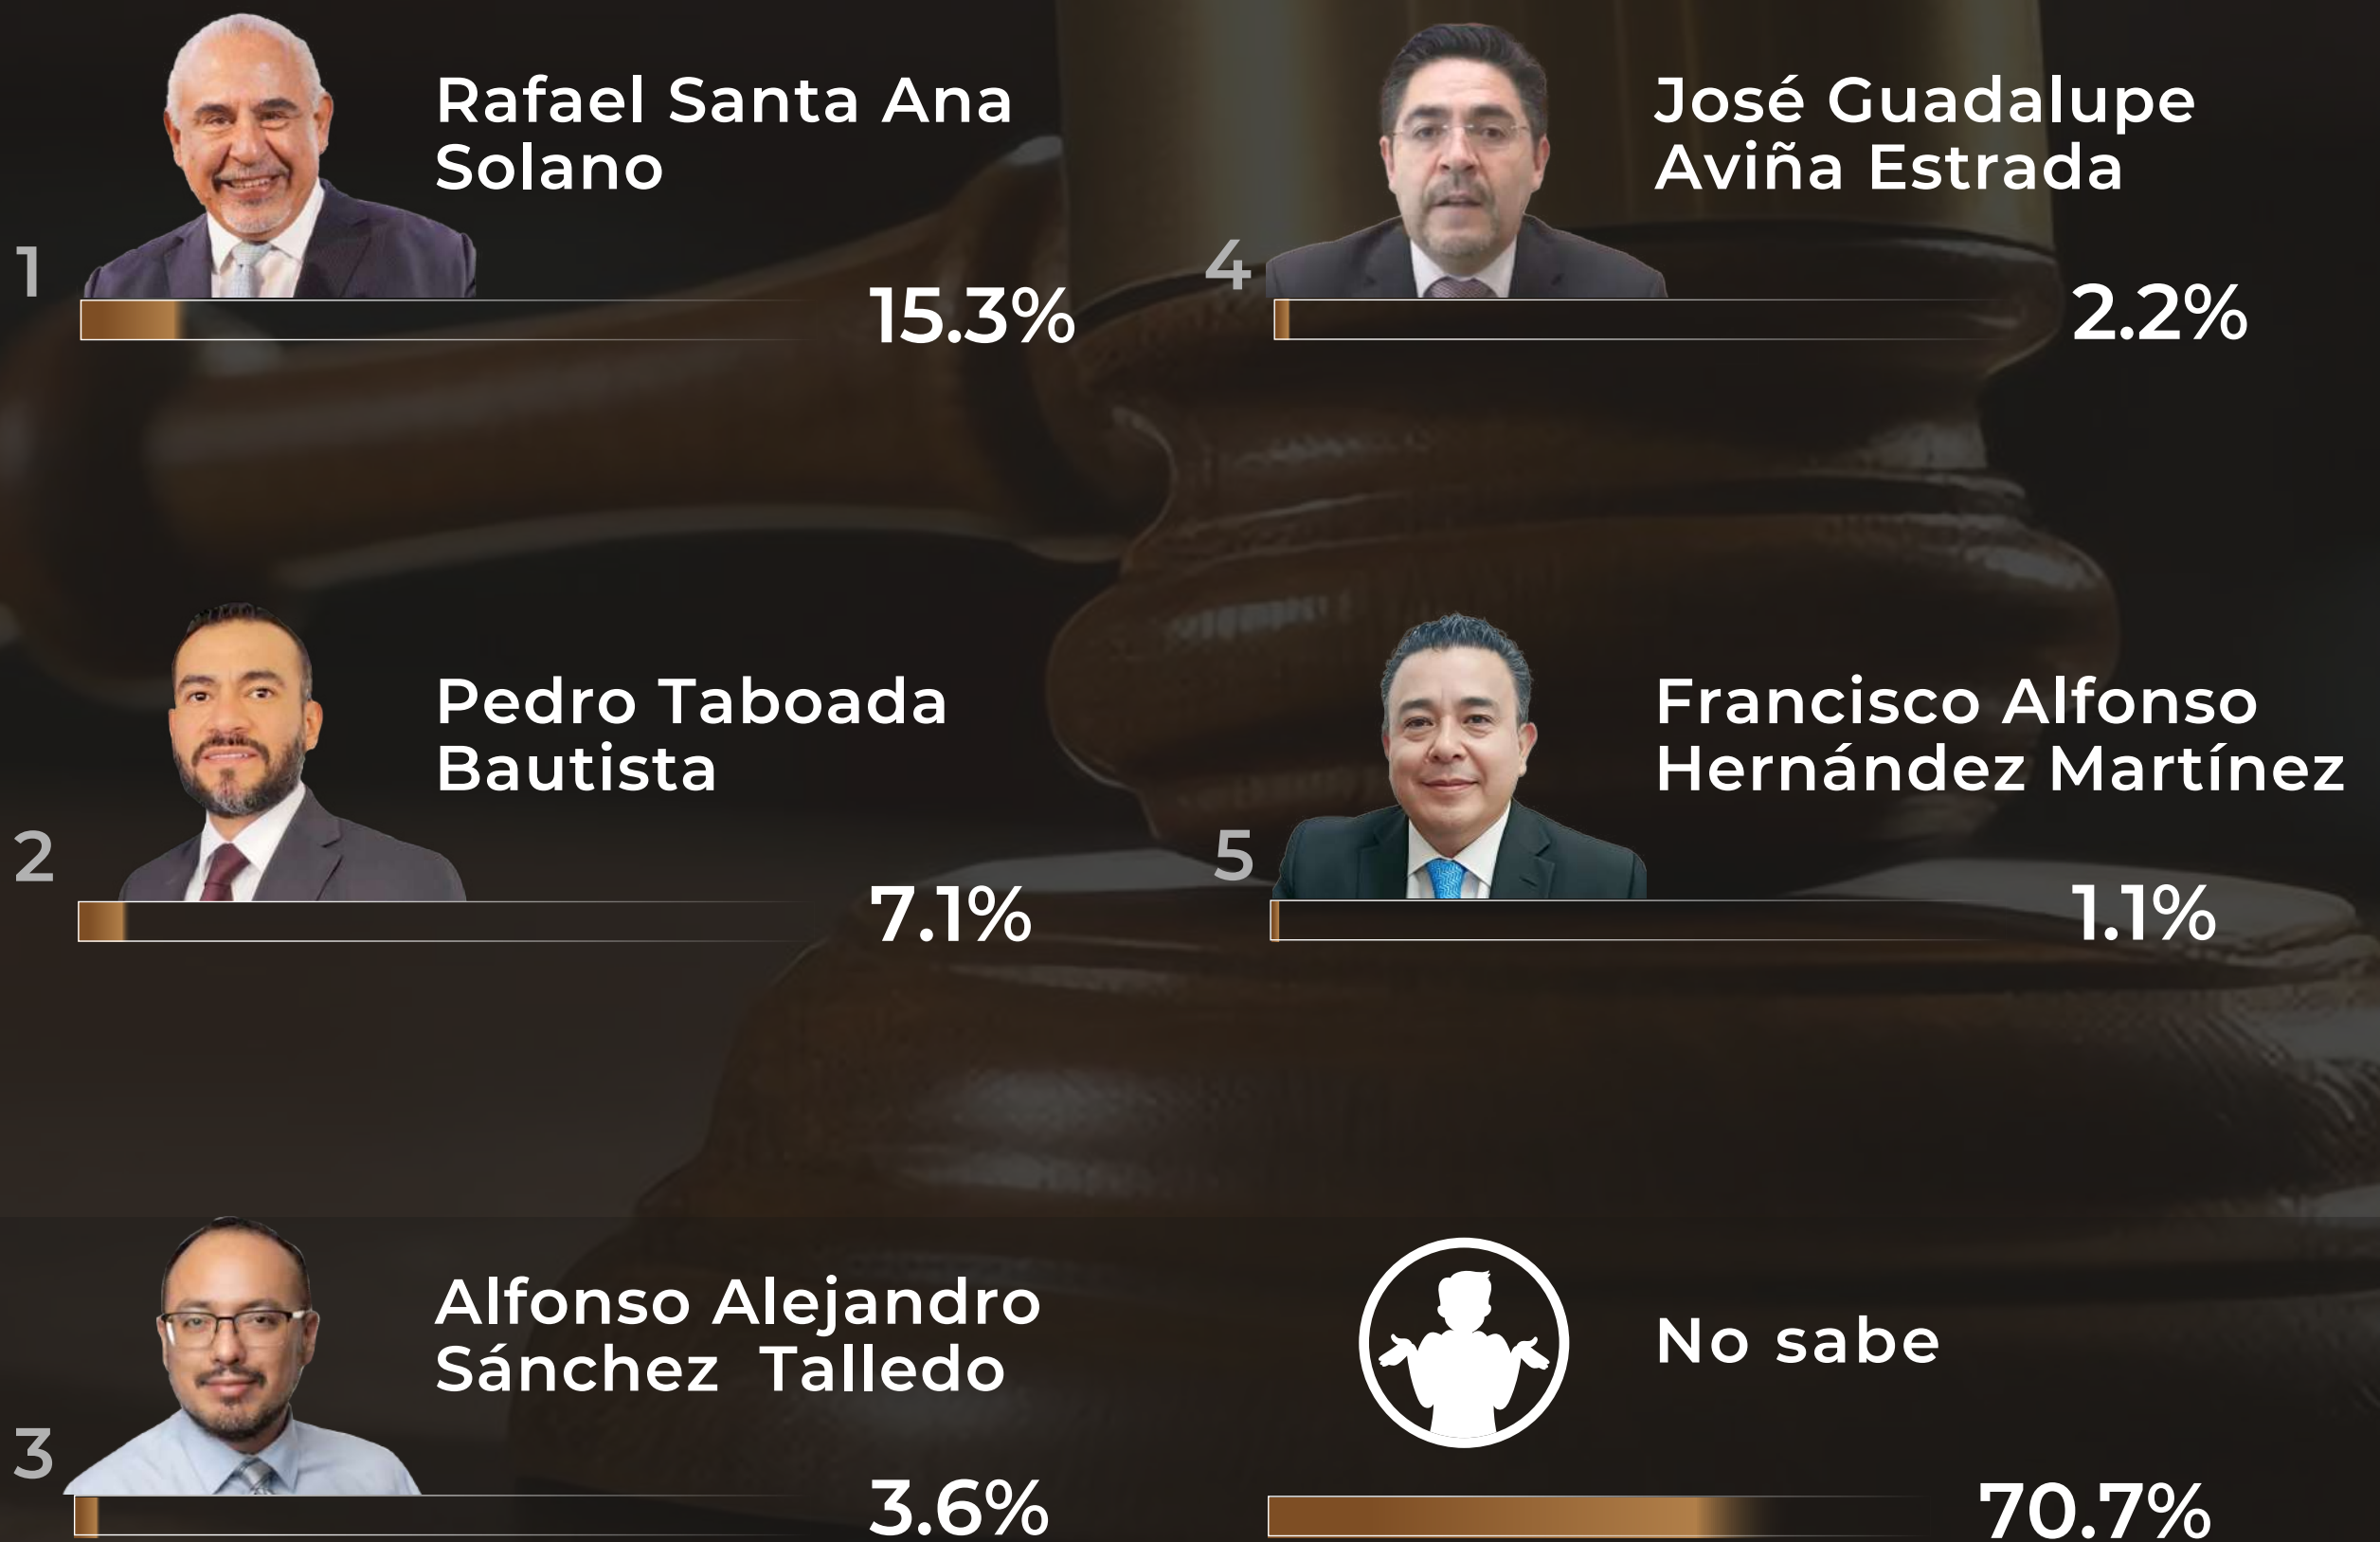 1
Rafael Santa Ana
Solano
15.3%
2
Pedro Taboada
Bautista
7.1%
3
Alfonso Alejandro
Sánchez Talledo
3.6%
4
José Guadalupe
Aviña Estrada
2.2%
5
Francisco Alfonso
Hernández Martínez
1.1%
No sabe
70.7%